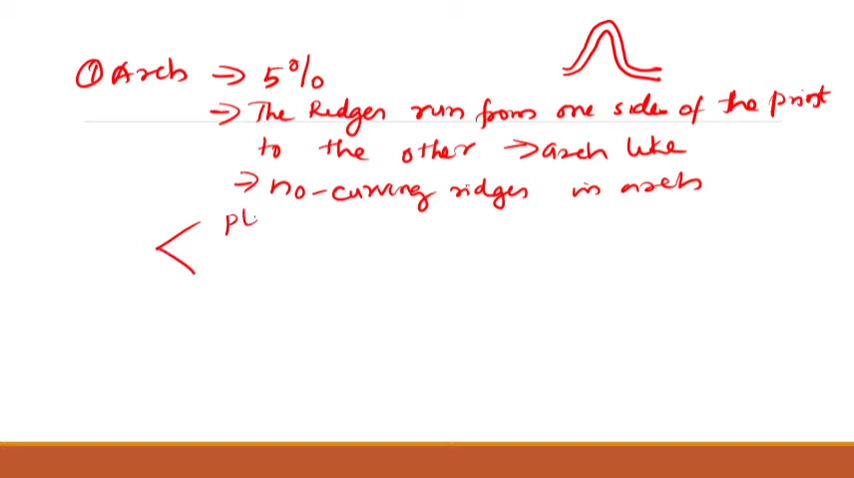 ① Arch → 5%
→ The Ridges run from one side of the print
to the other → arch like
→ no-curving ridges in arch
pl